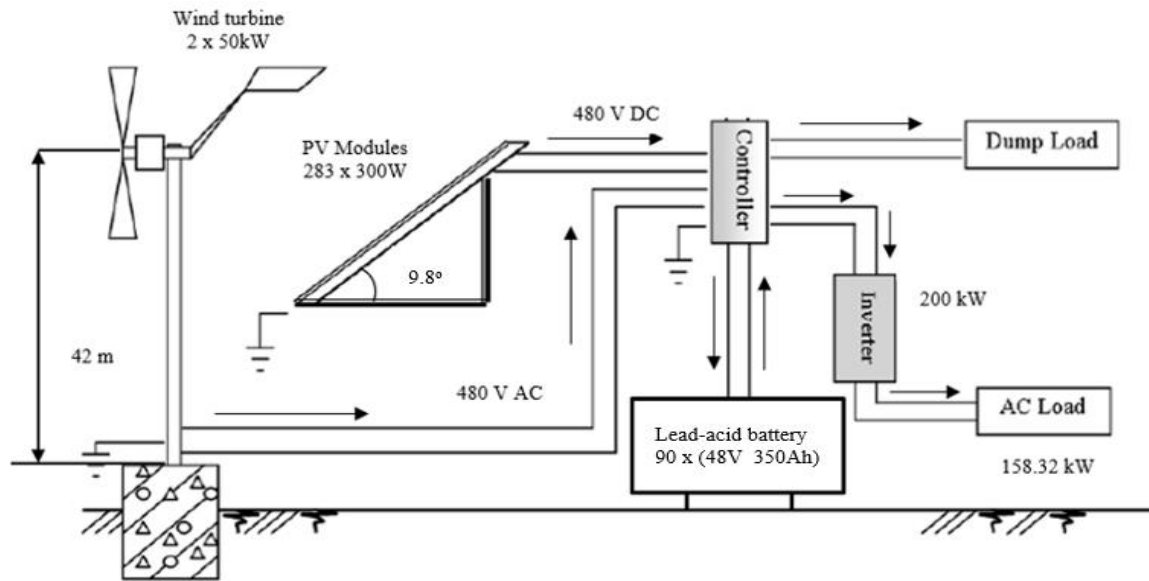 Wind turbine
2 x 50kW
480 V DC
PV Modules
283 x 300W
Controller
Dump Load
9.8º
Inverter
200 kW
42 m
480 V AC
AC Load
Lead-acid battery
90 x (48V 350Ah)
158.32 kW